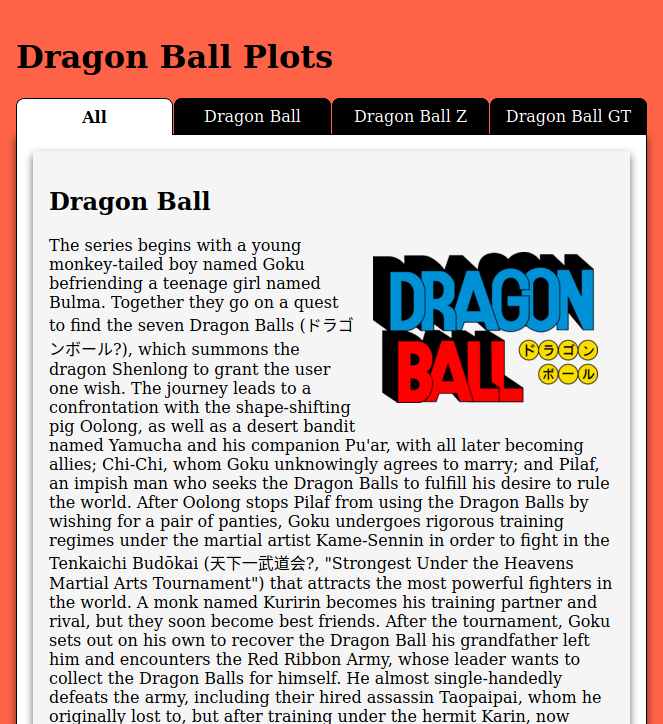 Dragon Ball Plots
All
Dragon Ball
Dragon Ball Z
Dragon Ball GT
Dragon Ball
DRAGON
BALL
ドラゴン
ボール
The series begins with a young
monkey-tailed boy named Goku
befriending a teenage girl named
Bulma. Together they go on a quest
to find the seven Dragon Balls (ドラゴ
ンボール?), which summons the
dragon Shenlong to grant the user
one wish. The journey leads to a
confrontation with the shape-shifting
pig Oolong, as well as a desert bandit
named Yamucha and his companion Pu'ar, with all later becoming
allies; Chi-Chi, whom Goku unknowingly agrees to marry; and Pilaf,
an impish man who seeks the Dragon Balls to fulfill his desire to rule
the world. After Oolong stops Pilaf from using the Dragon Balls by
wishing for a pair of panties, Goku undergoes rigorous training
regimes under the martial artist Kame-Sennin in order to fight in the
Tenkaichi Budōkai (天下一武道会?, "Strongest Under the Heavens
Martial Arts Tournament") that attracts the most powerful fighters in
the world. A monk named Kuririn becomes his training partner and
rival, but they soon become best friends. After the tournament, Goku
sets out on his own to recover the Dragon Ball his grandfather left
him and encounters the Red Ribbon Army, whose leader wants to
collect the Dragon Balls for himself. He almost single-handedly
defeats the army, including their hired assassin Taopaipai, whom he
originally lost to, but after training under the hermit Karin, now